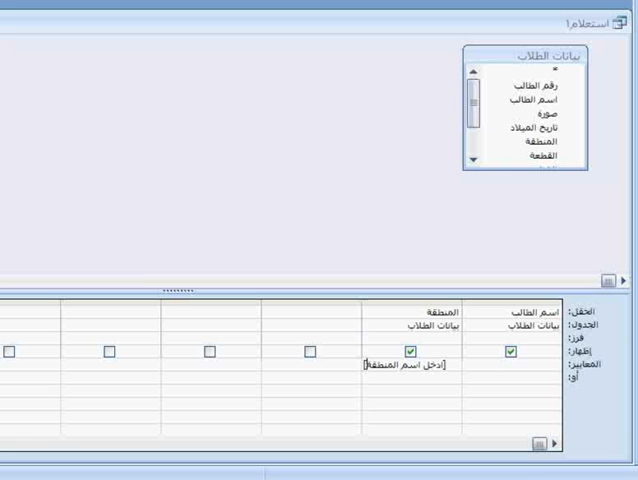 استعلام1
بيانات الطلاب
*
رقم الطالب
اسم الطالب
صورة
تاريخ الميلاد
المنطقة
القطعة
الحقل: اسم الطالب المنطقة
الجدول: بيانات الطلاب بيانات الطلاب
فرز:
إظهار:
المعايير: [ادخل اسم المنطقة]
أو: